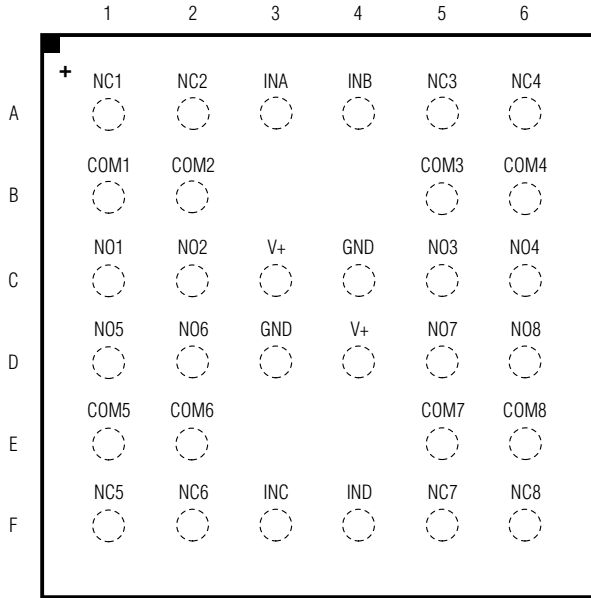 1 2 3 4 5 6
+
NC1 NC2 INA INB NC3 NC4
A
COM1 COM2 COM3 COM4
B
NO1 NO2 V+ GND NO3 NO4
C
NO5 NO6 GND V+ NO7 NO8
D
COM5 COM6 COM7 COM8
E
NC5 NC6 INC IND NC7 NC8
F